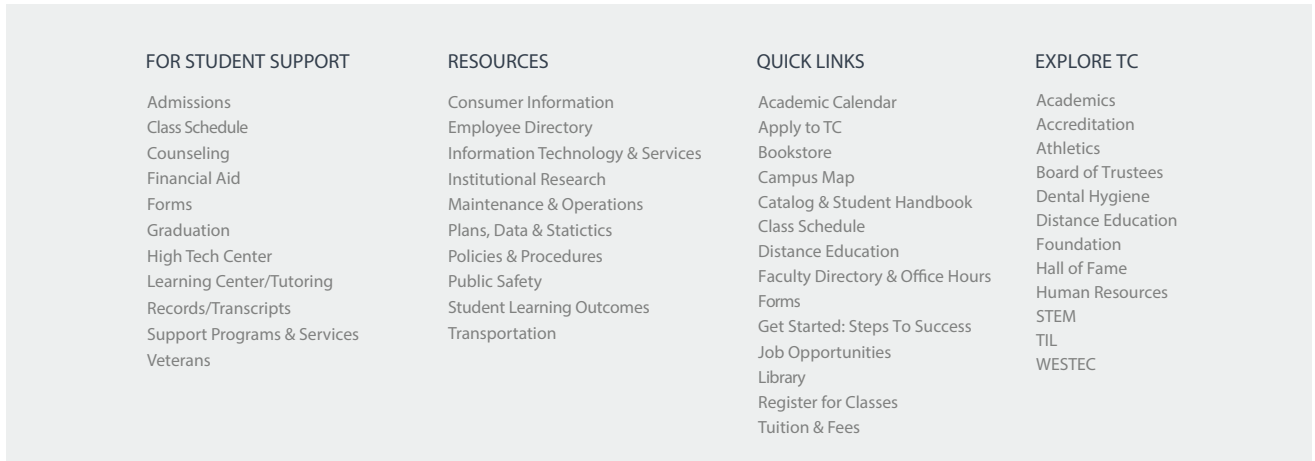 FOR STUDENT SUPPORT
Admissions
Class Schedule
Counseling
Financial Aid
Forms
Graduation
High Tech Center
Learning Center/Tutoring
Records/Transcripts
Support Programs & Services
Veterans
RESOURCES
Consumer Information
Employee Directory
Information Technology & Services
Institutional Research
Maintenance & Operations
Plans, Data & Statictics
Policies & Procedures
Public Safety
Student Learning Outcomes
Transportation
QUICK LINKS
Academic Calendar
Apply to TC
Bookstore
Campus Map
Catalog & Student Handbook
Class Schedule
Distance Education
Faculty Directory & Office Hours
Forms
Get Started: Steps To Success
Job Opportunities
Library
Register for Classes
Tuition & Fees
EXPLORE TC
Academics
Accreditation
Athletics
Board of Trustees
Dental Hygiene
Distance Education
Foundation
Hall of Fame
Human Resources
STEM
TIL
WESTEC